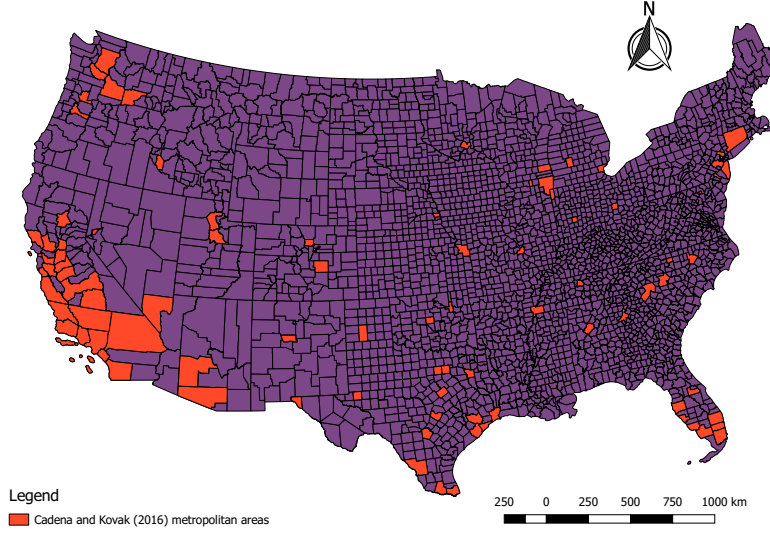 N
Legend
Cadena and Kovak (2016) metropolitan areas
250 0 250 500 750 1000 km